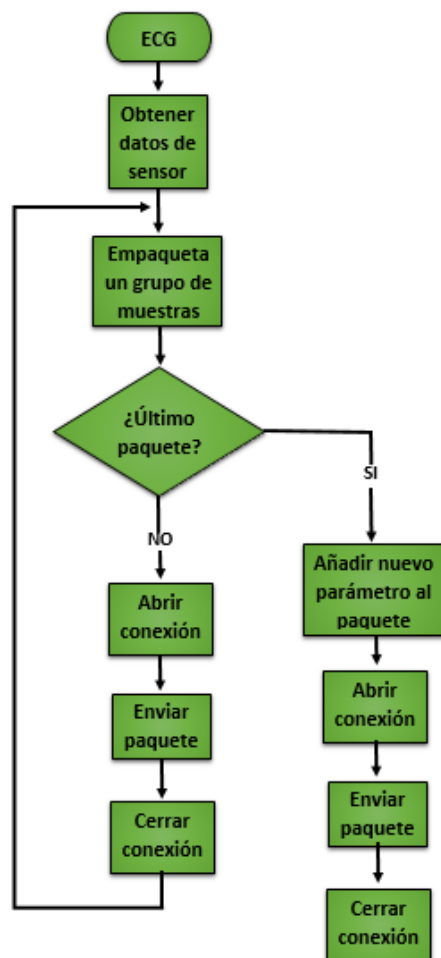 ECG
Obtener
datos de
sensor
Empaqueta
un grupo de
muestras
¿Último
paquete?
SI
NO
Añadir nuevo
parámetro al
paquete
Abrir
conexión
Abrir
conexión
Enviar
paquete
Enviar
paquete
Cerrar
conexión
Cerrar
conexión